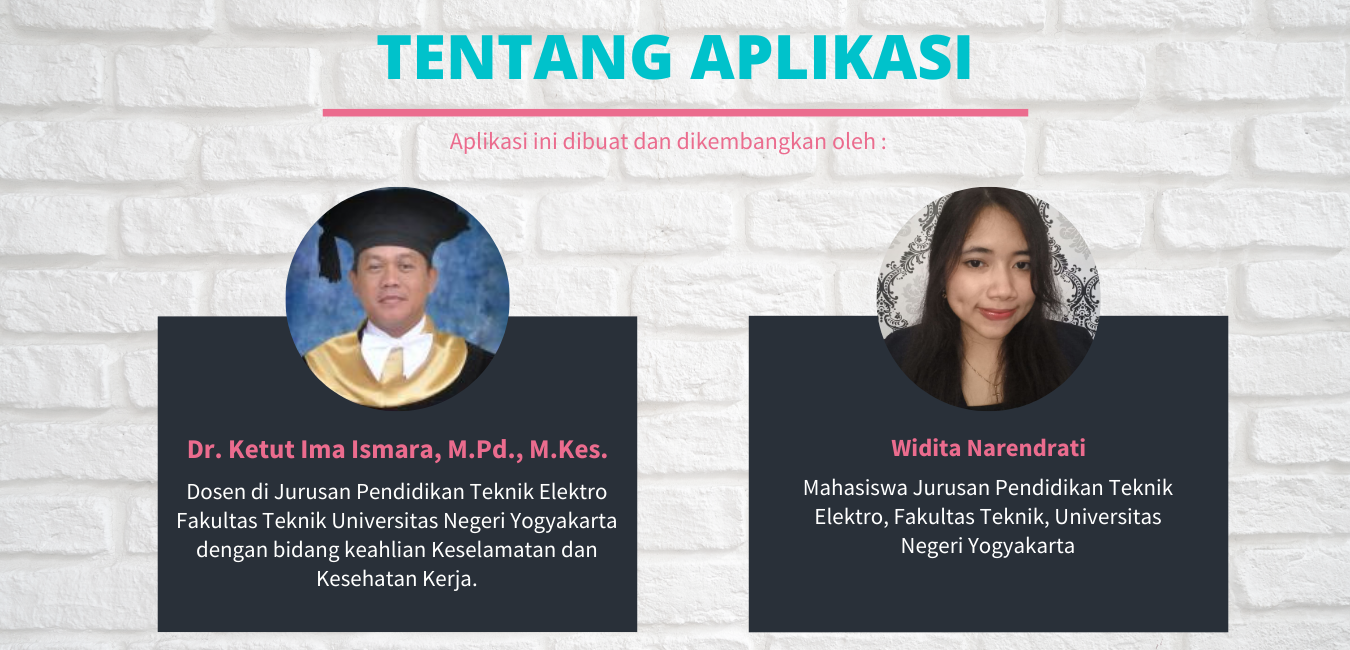 TENTANG APLIKASI
Aplikasi ini dibuat dan dikembangkan oleh :
Dr. Ketut Ima Ismara, M.Pd., M.Kes.
Dosen di Jurusan Pendidikan Teknik Elektro
Fakultas Teknik Universitas Negeri Yogyakarta
dengan bidang keahlian Keselamatan dan
Kesehatan Kerja.
Widita Narendrati
Mahasiswa Jurusan Pendidikan Teknik
Elektro, Fakultas Teknik, Universitas
Negeri Yogyakarta